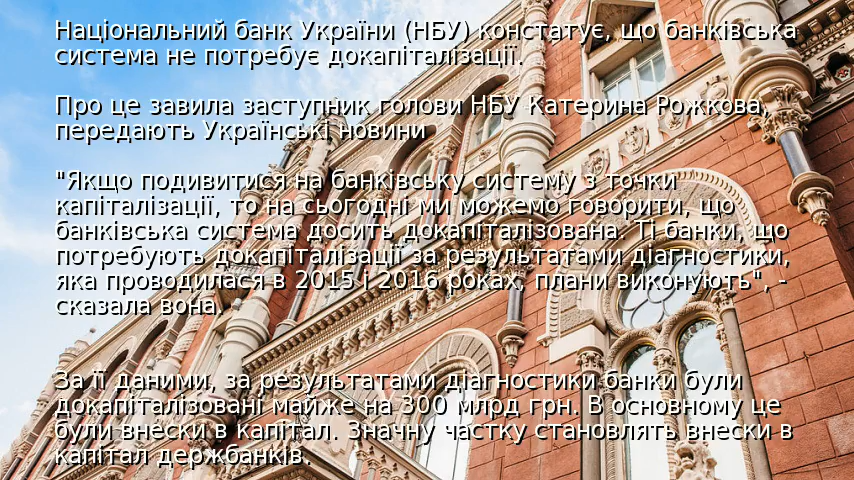 Національний банк України (НБУ) констатує, що банківська
система не потребує докапіталізації.
Про це завила заступник голови НБУ Катерина Рожкова,
передають Українські новини
"Якщо подивитися на банківську систему з точки
капіталізації, то на сьогодні ми можемо говорити, що
банківська система досить докапіталізована. Ті банки, що
потребують докапіталізації за результатами діагностики,
яка проводилася в 2015 і 2016 роках, плани виконують", -
сказала вона.
За її даними, за результатами діагностики банки були
докапіталізовані майже на 300 млрд грн. В основному це
були внески в капітал. Значну частку становлять внески в
капітал держбанків.